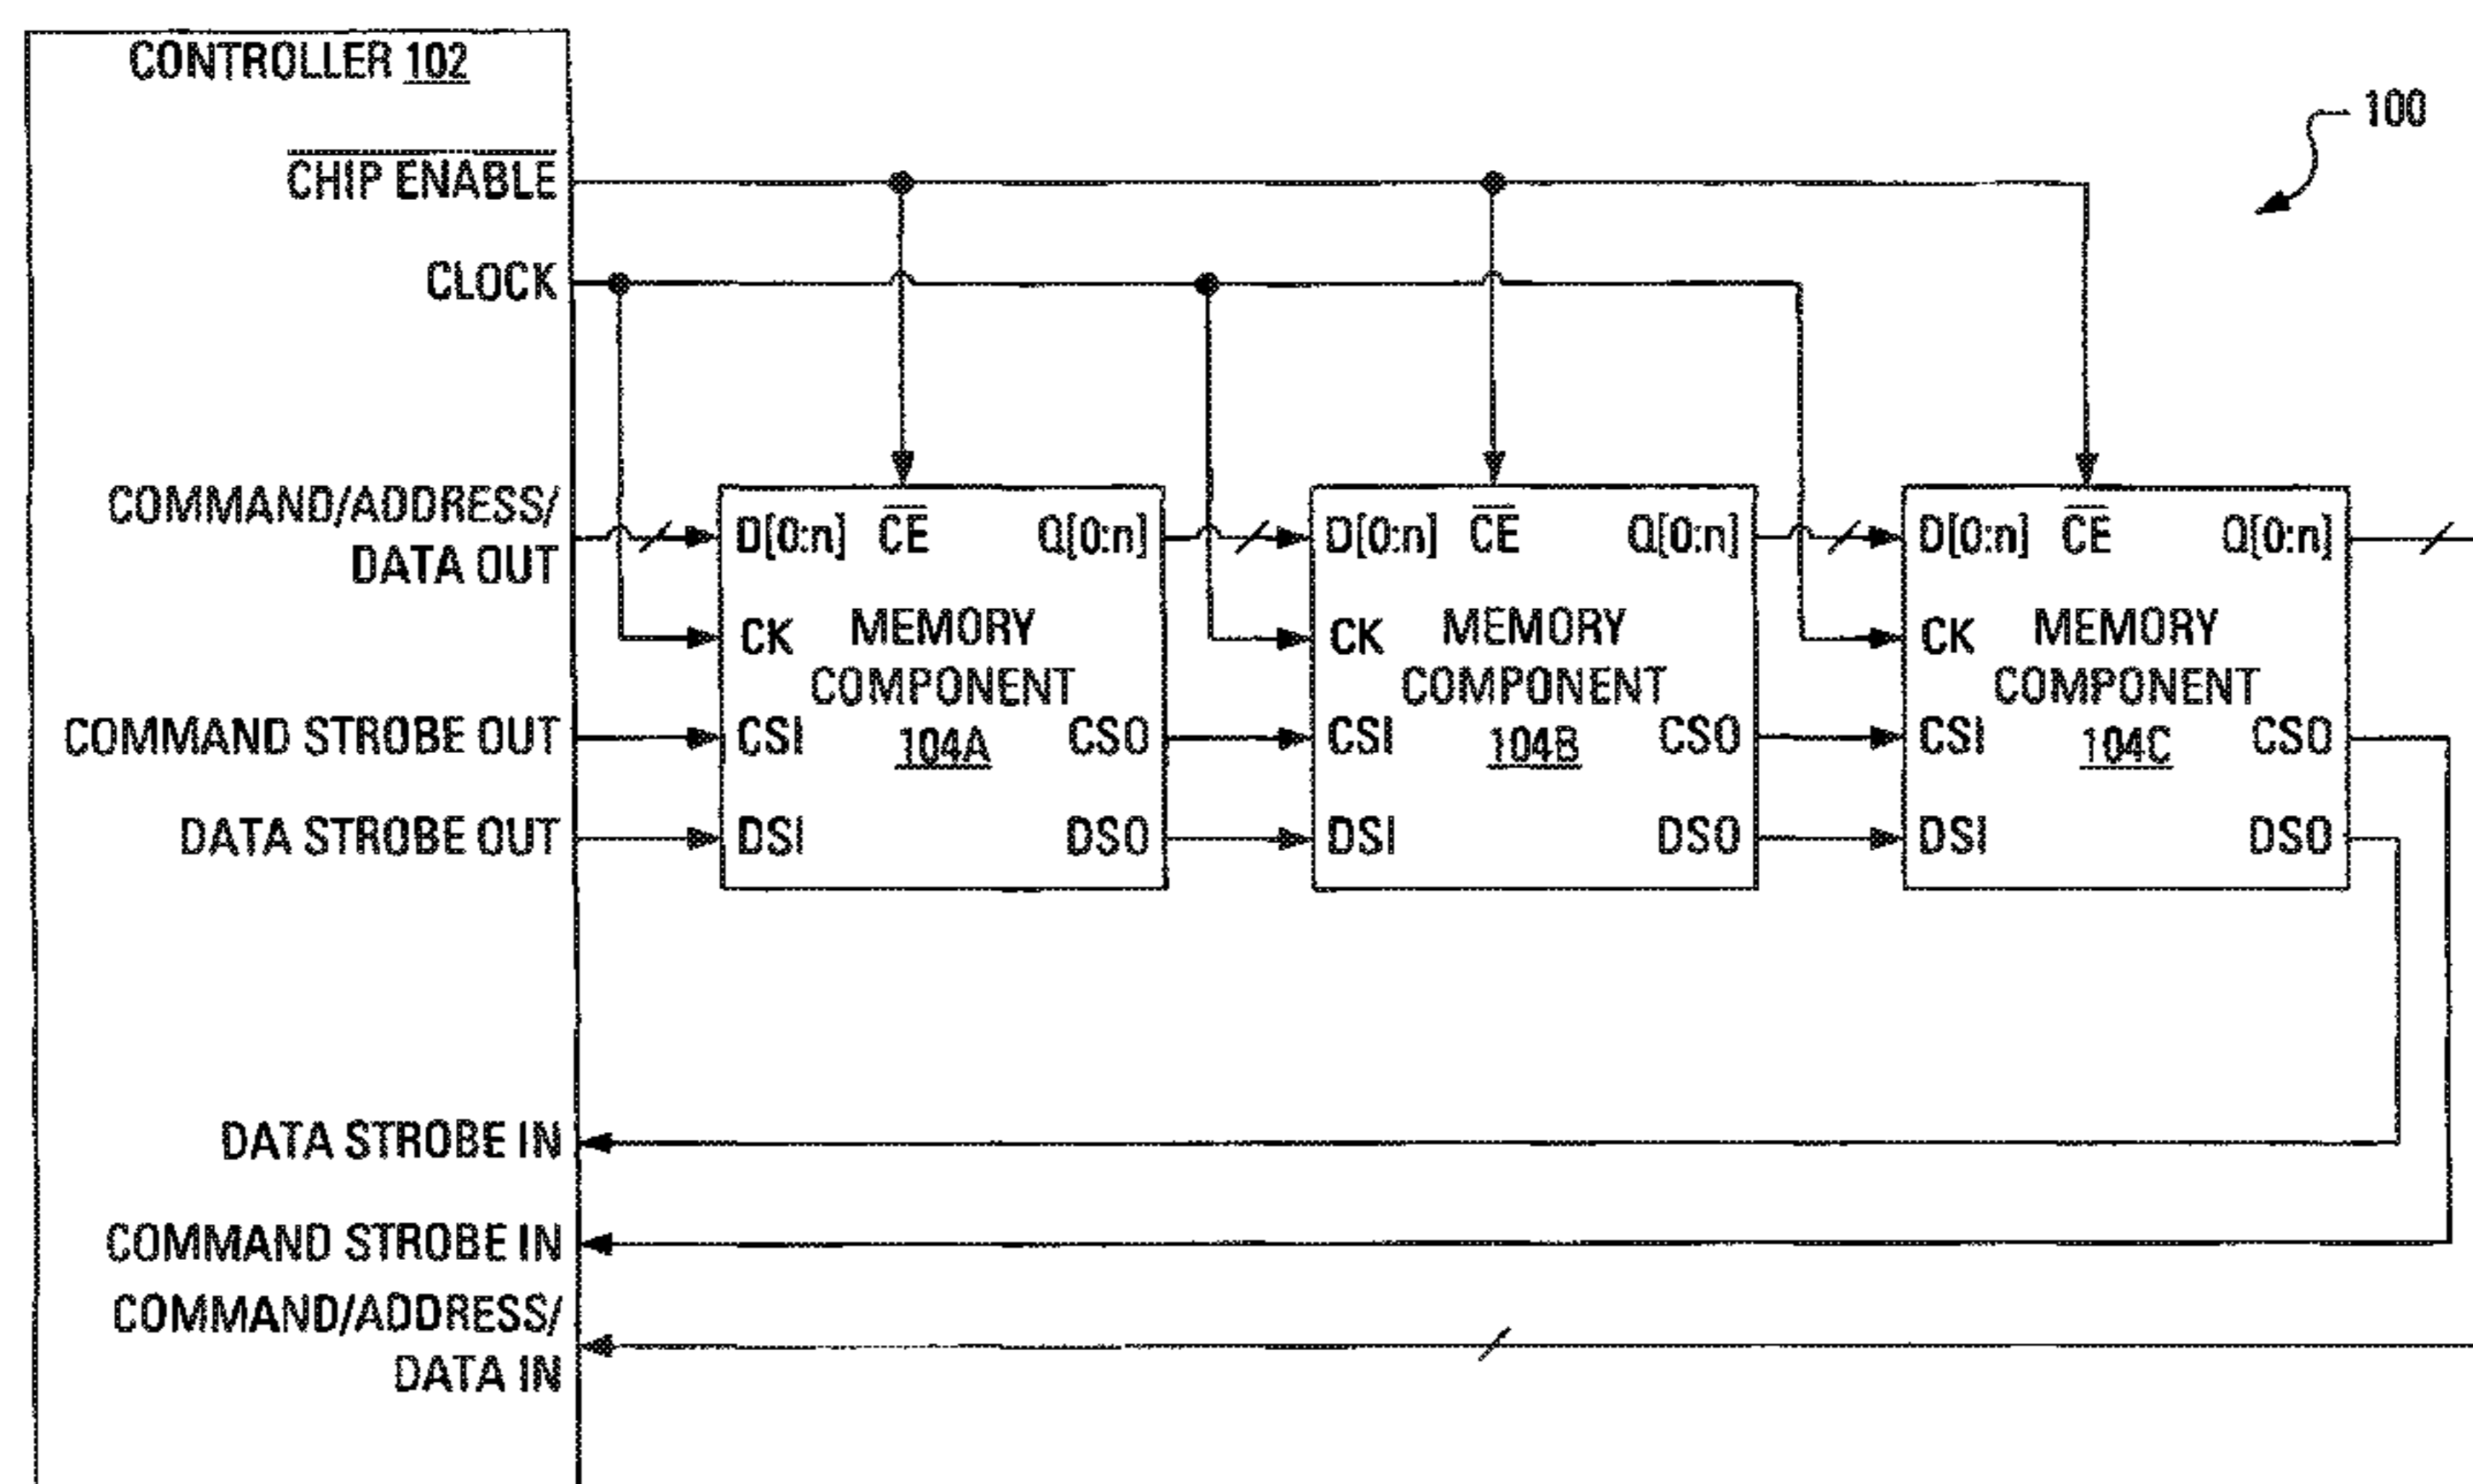 CONTROLLER 102
100
CHIP ENABLE
CLOCK
COMMAND/ADDRESS/
DATA OUT
COMMAND STROBE OUT
DATA STROBE OUT
DATA STROBE IN
COMMAND STROBE IN
COMMAND/ADDRESS/
DATA IN
D[0:n] CE Q[0:n]
CK MEMORY
COMPONENT
CSI 104A CSO
DSI DSO
D[0:n] CE Q[0:n]
CK MEMORY
COMPONENT
CSI 104B CSO
DSI DSO
D[0:n] CE Q[0:n]
CK MEMORY
COMPONENT
CSI 104C CSO
DSI DSO